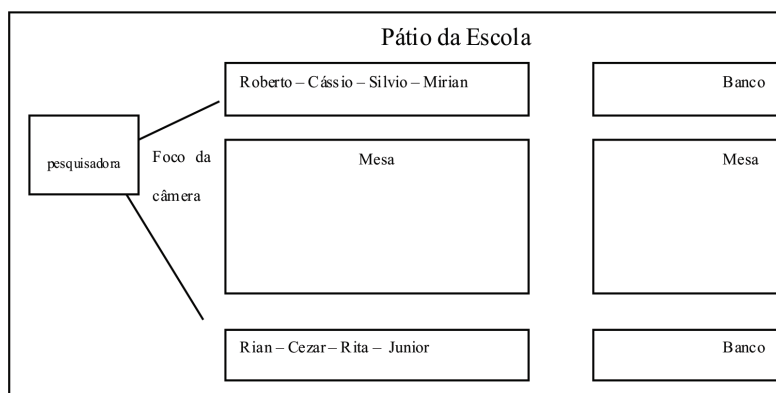 Pátio da Escola
Roberto – Cássio – Silvio – Mirian
Banco
pesquisadora
Foco da
câmera
Mesa
Mesa
Rian – Cezar – Rita – Junior
Banco